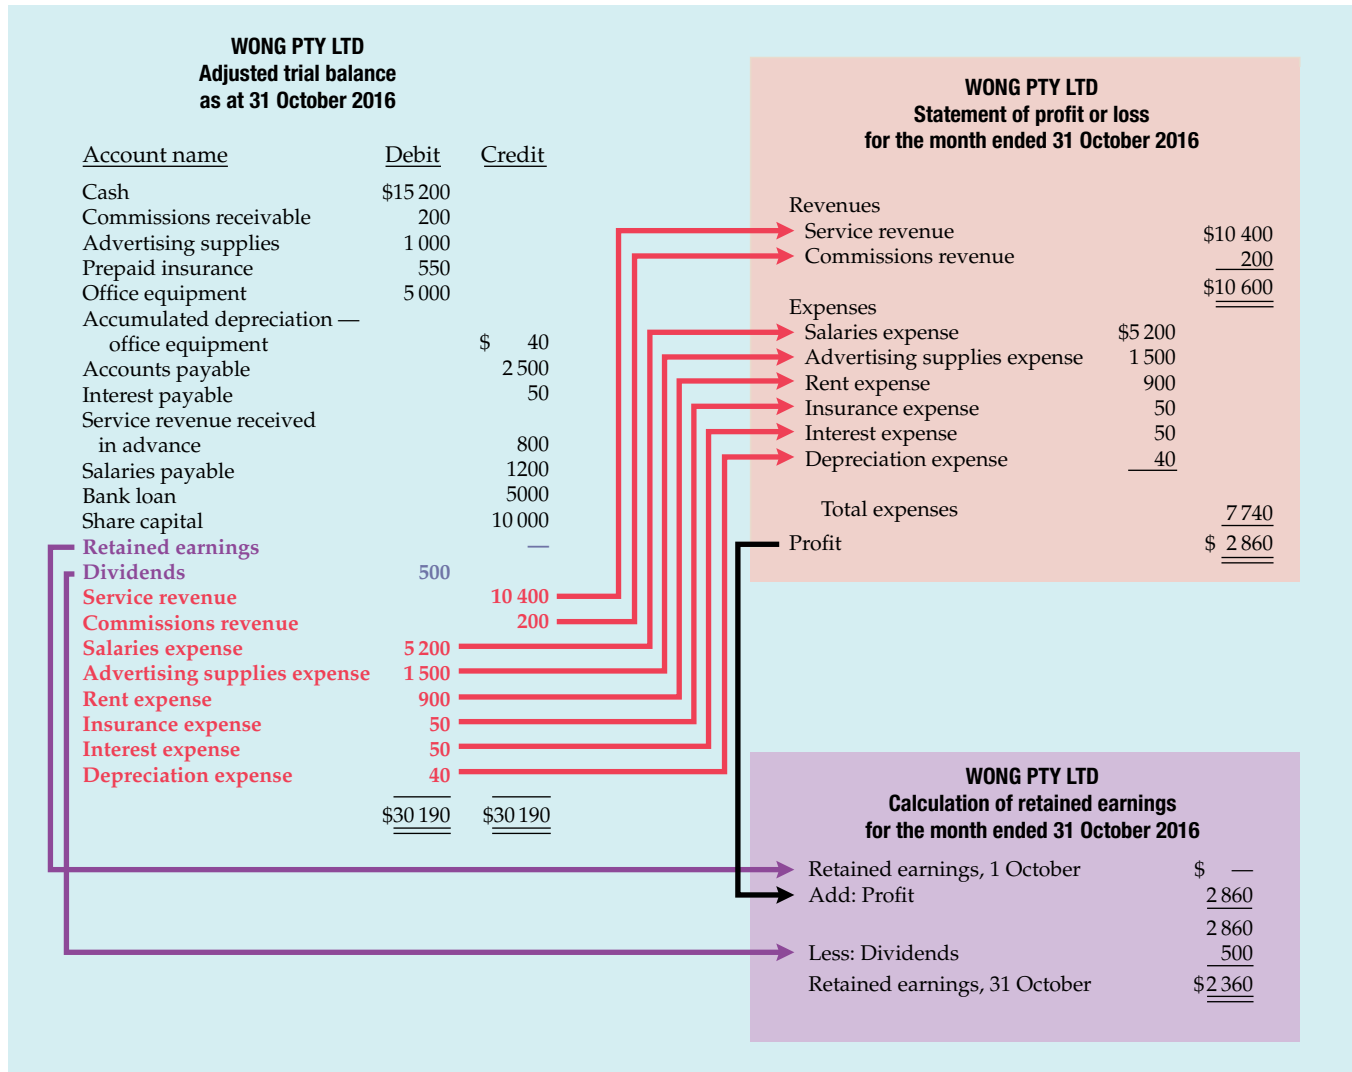 WONG PTY LTD
Adjusted trial balance
as at 31 October 2016
Account name Debit Credit
Cash $15 200
Commissions receivable 200
Advertising supplies 1 000
Prepaid insurance 550
Office equipment 5 000
Accumulated depreciation —
office equipment $ 40
Accounts payable 2 500
Interest payable 50
Service revenue received
in advance 800
Salaries payable 1200
Bank loan 5000
Share capital 10 000
Retained earnings —
Dividends 500
Service revenue 10 400
Commissions revenue 200
Salaries expense 5 200
Advertising supplies expense 1 500
Rent expense 900
Insurance expense 50
Interest expense 50
Depreciation expense 40
$30 190 $30 190
WONG PTY LTD
Statement of profit or loss
for the month ended 31 October 2016
Revenues
Service revenue $10 400
Commissions revenue 200
$10 600
Expenses
Salaries expense $5 200
Advertising supplies expense 1 500
Rent expense 900
Insurance expense 50
Interest expense 50
Depreciation expense 40
Total expenses 7 740
Profit $ 2 860
WONG PTY LTD
Calculation of retained earnings
for the month ended 31 October 2016
Retained earnings, 1 October $ —
Add: Profit 2 860
2 860
Less: Dividends 500
Retained earnings, 31 October $2 360